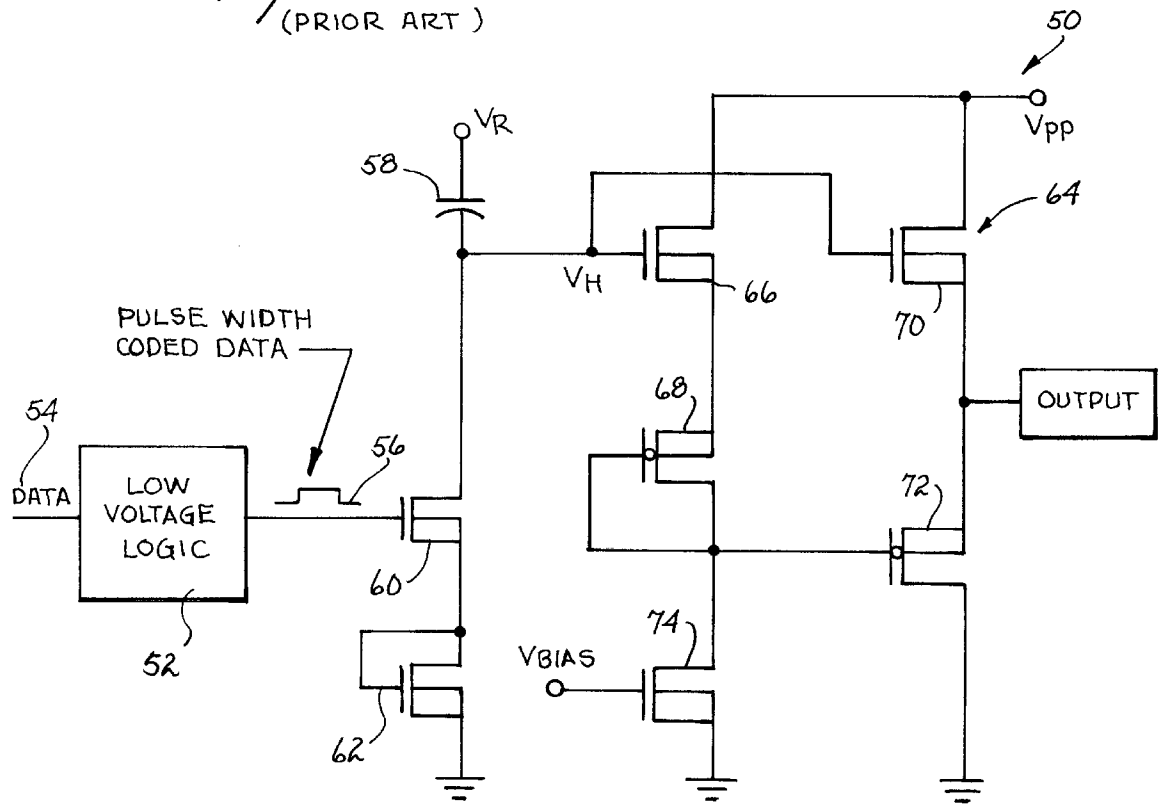 (PRIOR ART)
50
VR
VPP
58
64
VH
66
70
PULSE WIDTH
CODED DATA
68
OUTPUT
54
56
72
DATA
LOW
VOLTAGE
LOGIC
60
74
52
VBIAS
62